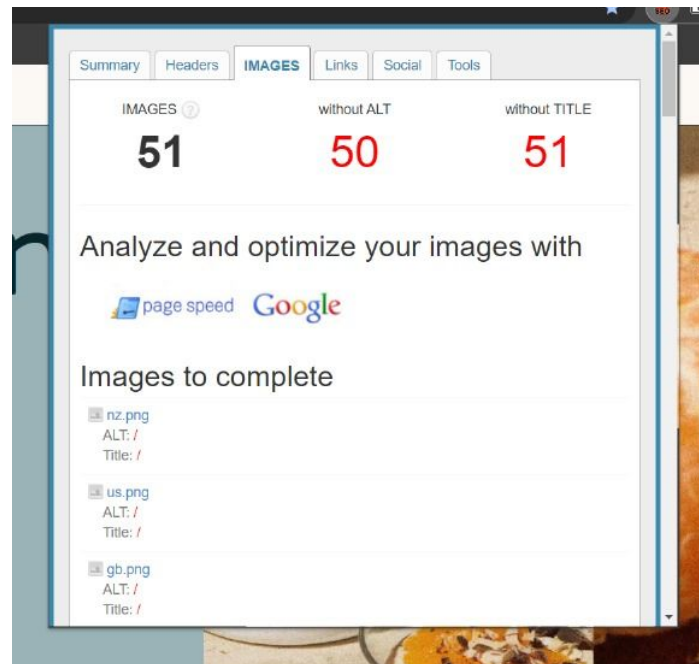 SEO
Summary Headers IMAGES Links Social Tools
IMAGES ? without ALT without TITLE
51 50 51
Analyze and optimize your images with
page speed Google
Images to complete
nz.png
ALT: /
Title: /
us.png
ALT: /
Title: /
gb.png
ALT: /
Title: /